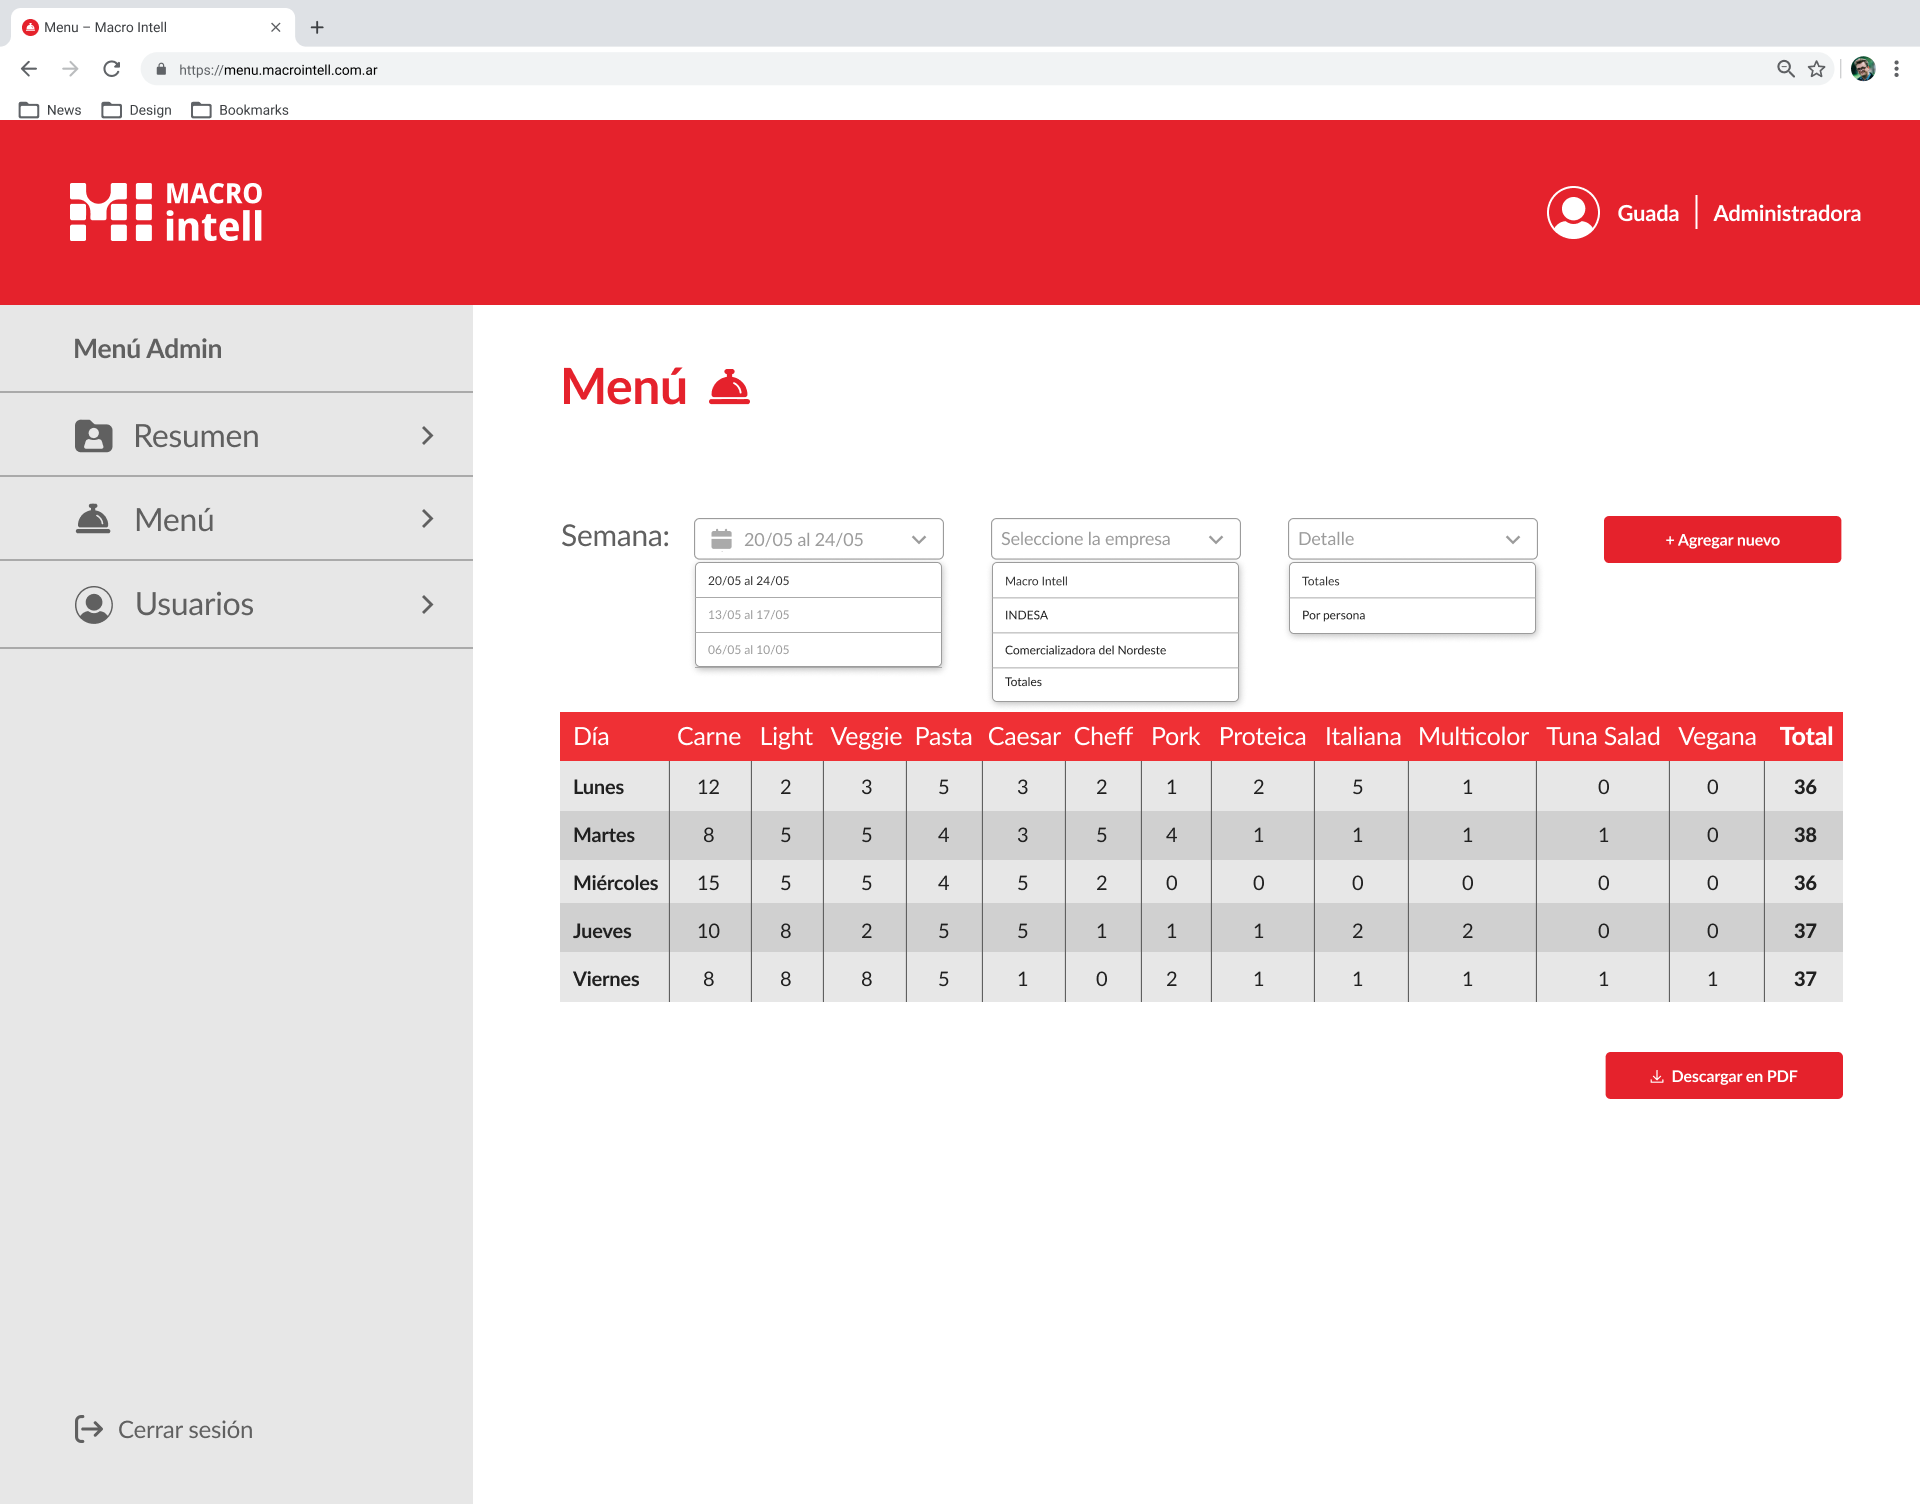 Menu – Macro Intell
https://menu.macrointell.com.ar
News Design Bookmarks
MACRO
intell
Guada | Administradora
Menú Admin
Resumen
Menú
Usuarios
Cerrar sesión
Menú
Semana: 20/05 al 24/05 Seleccione la empresa Detalle + Agregar nuevo
20/05 al 24/05
13/05 al 17/05
06/05 al 10/05
Macro Intell
INDESA
Comercializadora del Nordeste
Totales
Totales
Por persona
Día Carne Light Veggie Pasta Caesar Cheff Pork Proteica Italiana Multicolor Tuna Salad Vegana Total
Lunes 12 2 3 5 3 2 1 2 5 1 0 0 36
Martes 8 5 5 4 3 5 4 1 1 1 1 0 38
Miércoles 15 5 5 4 5 2 0 0 0 0 0 0 36
Jueves 10 8 2 5 5 1 1 1 2 2 0 0 37
Viernes 8 8 8 5 1 0 2 1 1 1 1 1 37
Descargar en PDF